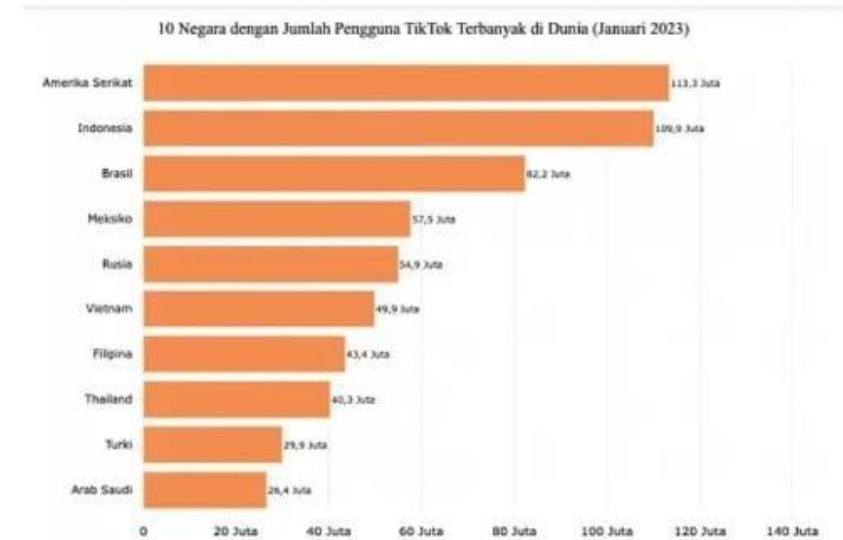 10 Negara dengan Jumlah Pengguna TikTok Terbanyak di Dunia (Januari 2023)
Amerika Serikat 113,3 Juta
Indonesia 109,9 Juta
Brasil 82,2 Juta
Meksiko 57,5 Juta
Rusia 54,9 Juta
Vietnam 49,9 Juta
Filipina 43,4 Juta
Thailand 40,3 Juta
Turki 29,9 Juta
Arab Saudi 26,4 Juta
0 20 Juta 40 Juta 60 Juta 80 Juta 100 Juta 120 Juta 140 Juta